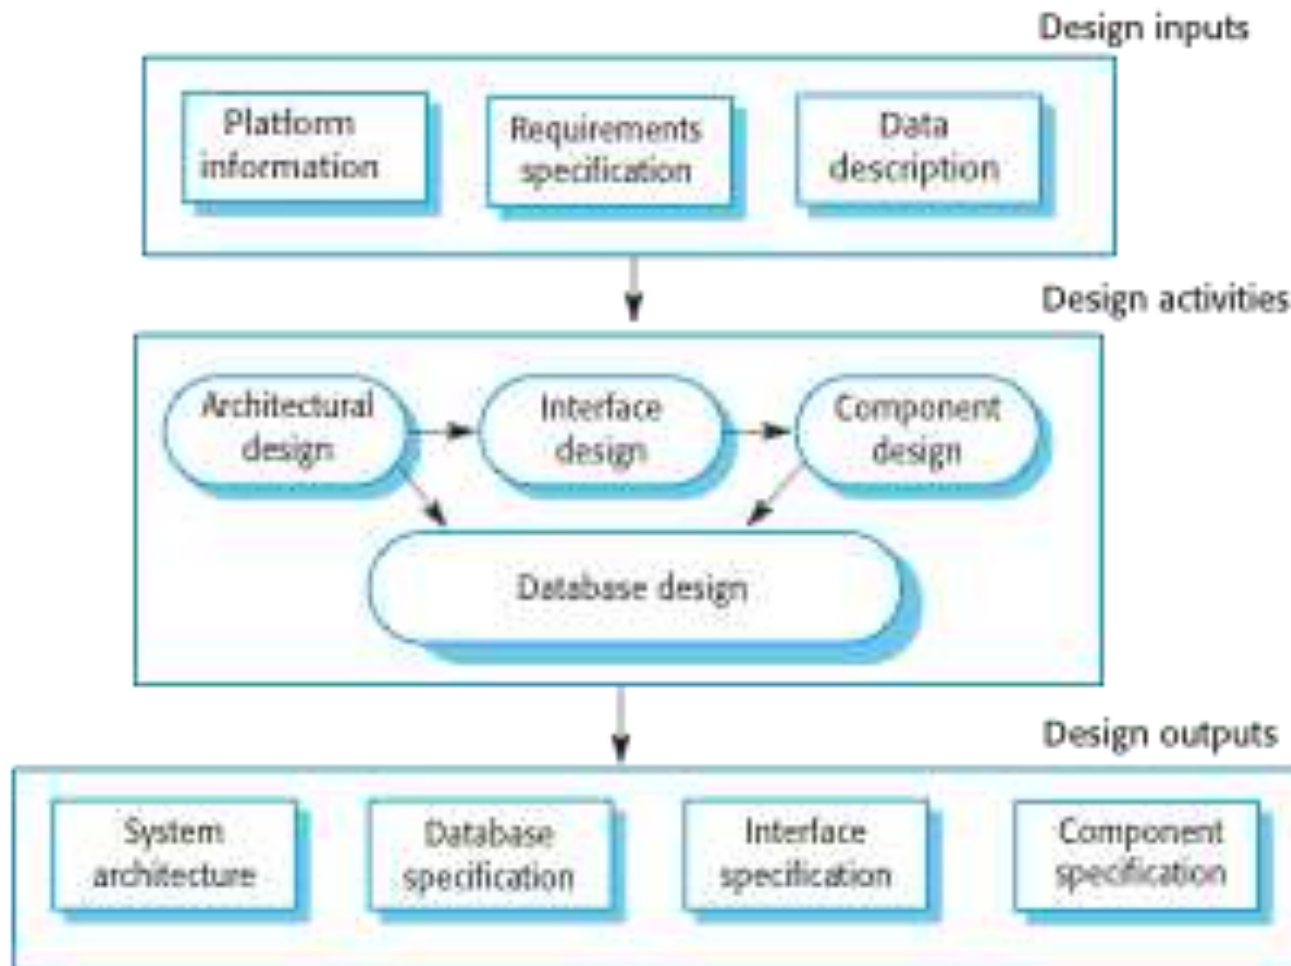 Design inputs
Platform
information
Requirements
specification
Data
description
Design activities
Architectural
design
Interface
design
Component
design
Database design
Design outputs
System
architecture
Database
specification
Interface
specification
Component
specification